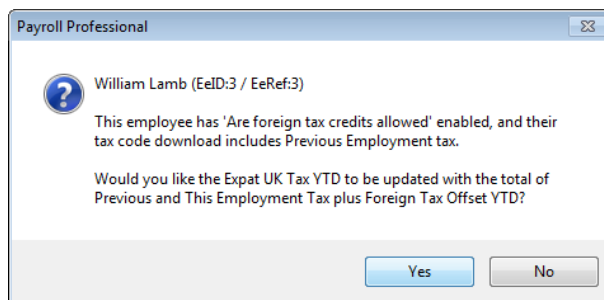 Payroll Professional
William Lamb (EeID:3 / EeRef:3)
This employee has 'Are foreign tax credits allowed' enabled, and their
tax code download includes Previous Employment tax.
Would you like the Expat UK Tax YTD to be updated with the total of
Previous and This Employment Tax plus Foreign Tax Offset YTD?
Yes
No